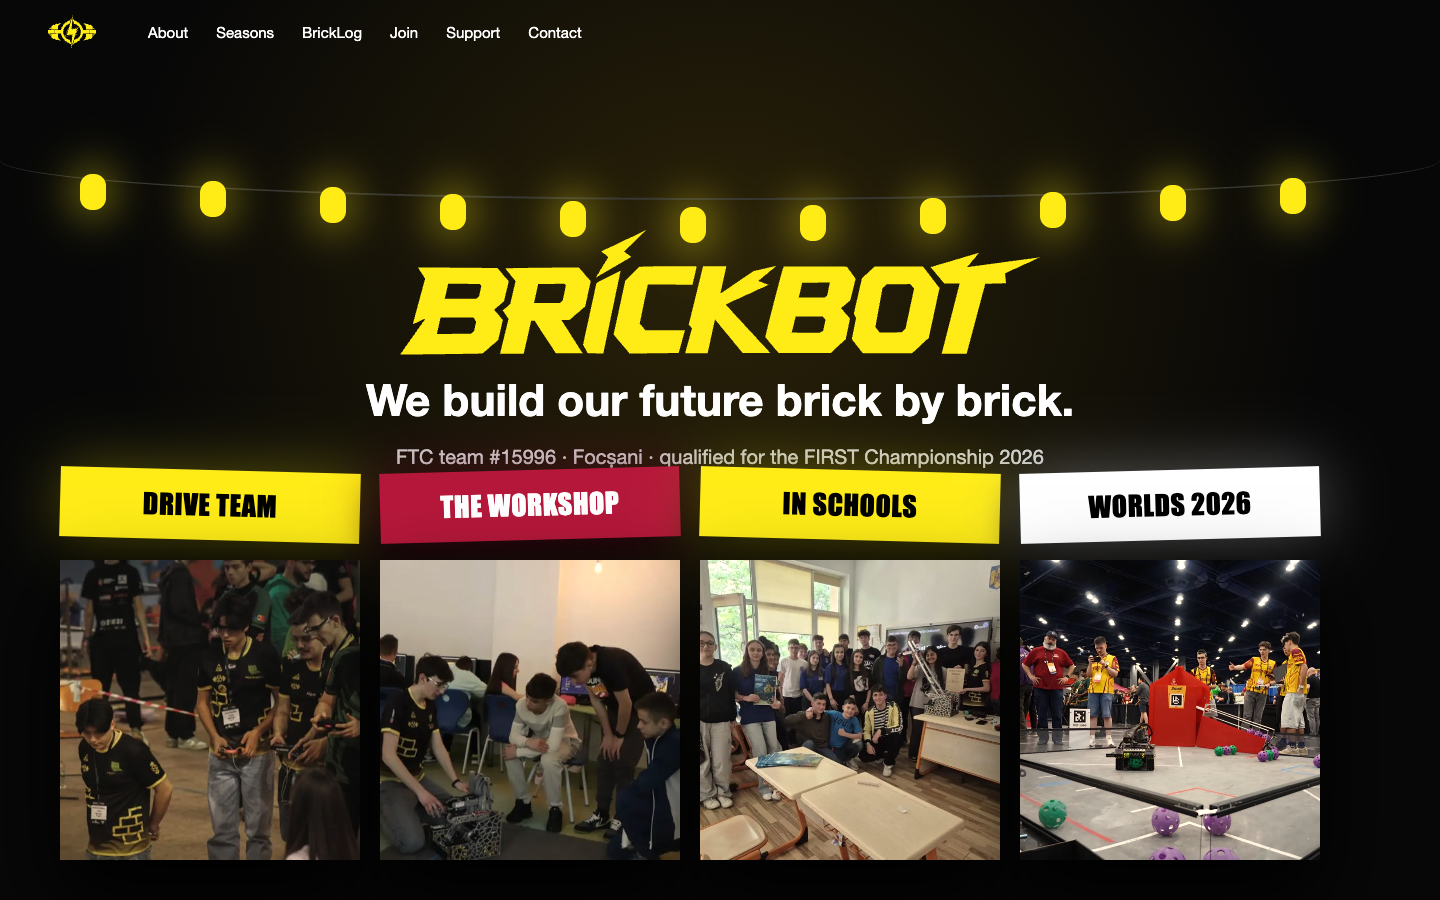 About
Seasons
BrickLog
Join
Support
Contact
BRICKBOT
We build our future brick by brick.
FTC team #15996 · Focșani · qualified for the FIRST Championship 2026
DRIVE TEAM
THE WORKSHOP
IN SCHOOLS
WORLDS 2026